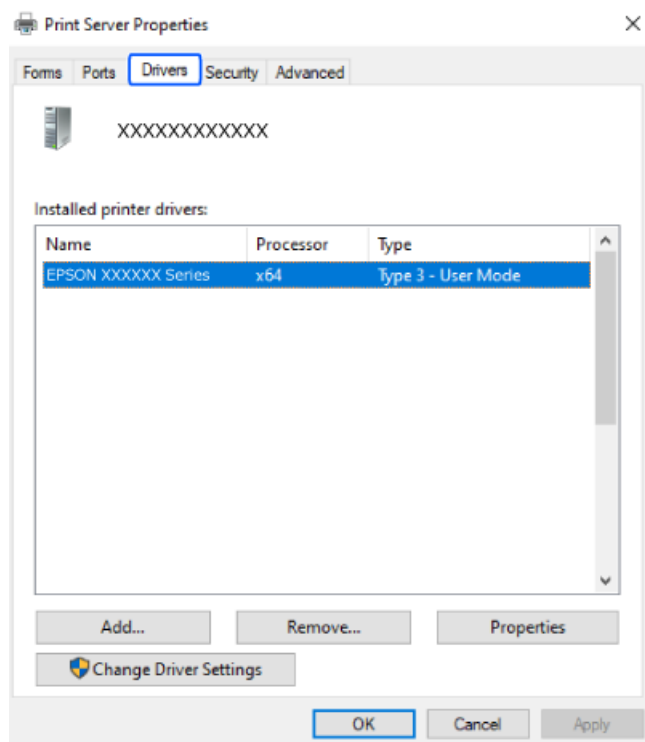 Print Server Properties
Forms Ports Drivers Security Advanced
XXXXXXXXXXXX
Installed printer drivers:
Name Processor Type
EPSON XXXXXX Series x64 Type 3 - User Mode
Add... Remove... Properties
Change Driver Settings
OK Cancel Apply